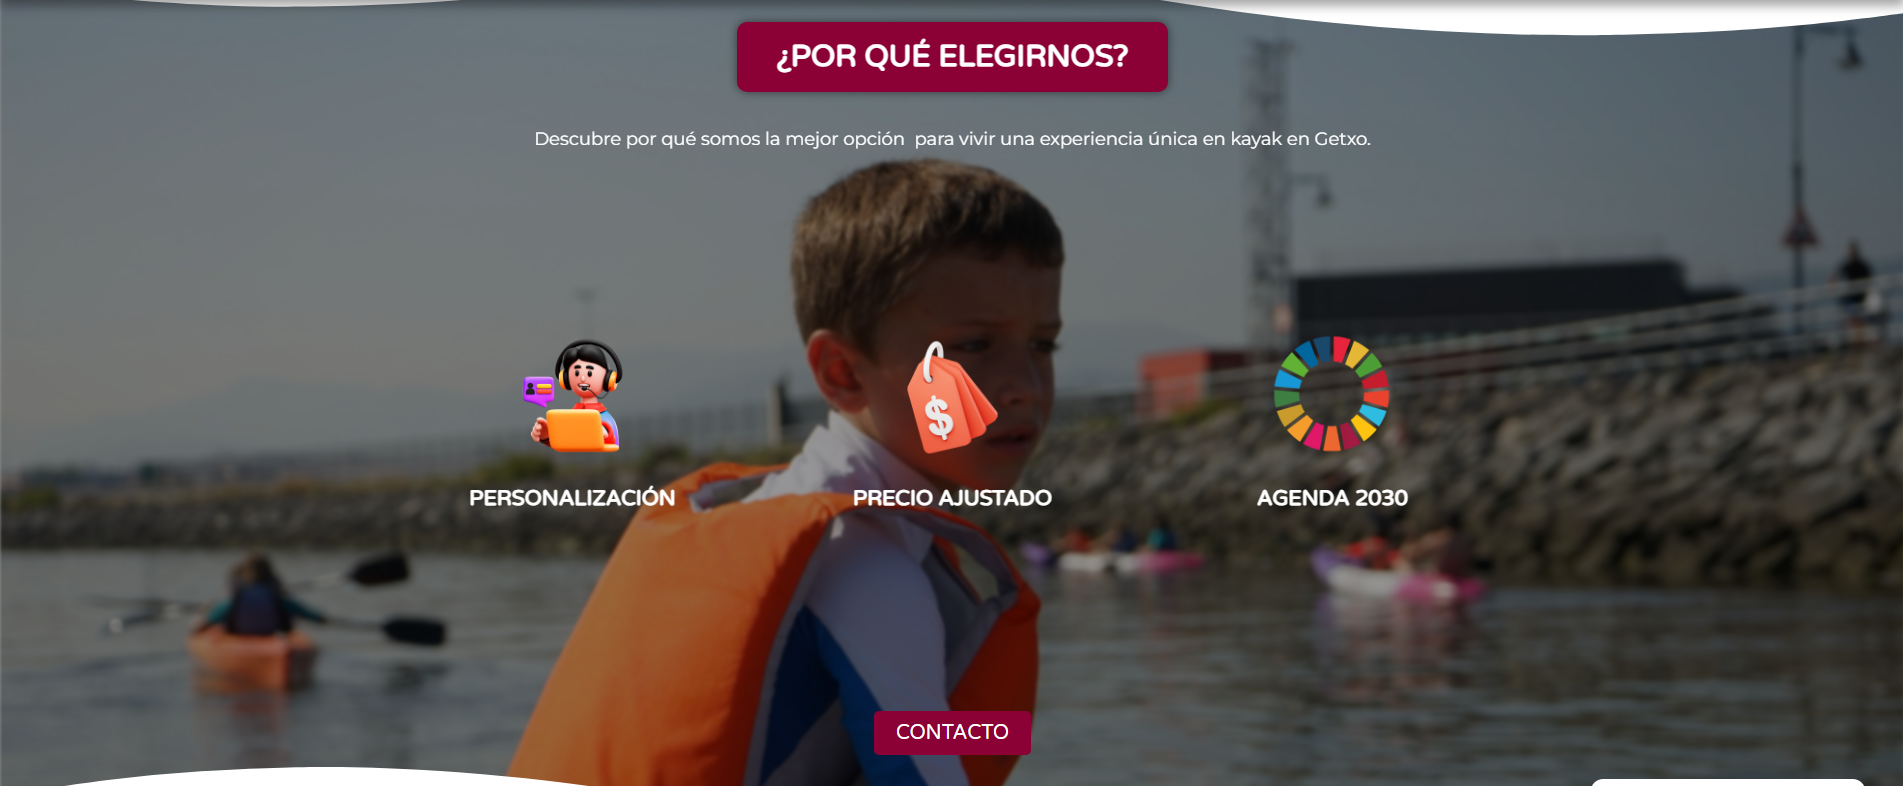 ¿POR QUÉ ELEGIRNOS?
Descubre por qué somos la mejor opción  para vivir una experiencia única en kayak en Getxo.
$
PERSONALIZACIÓN
PRECIO AJUSTADO
AGENDA 2030
CONTACTO